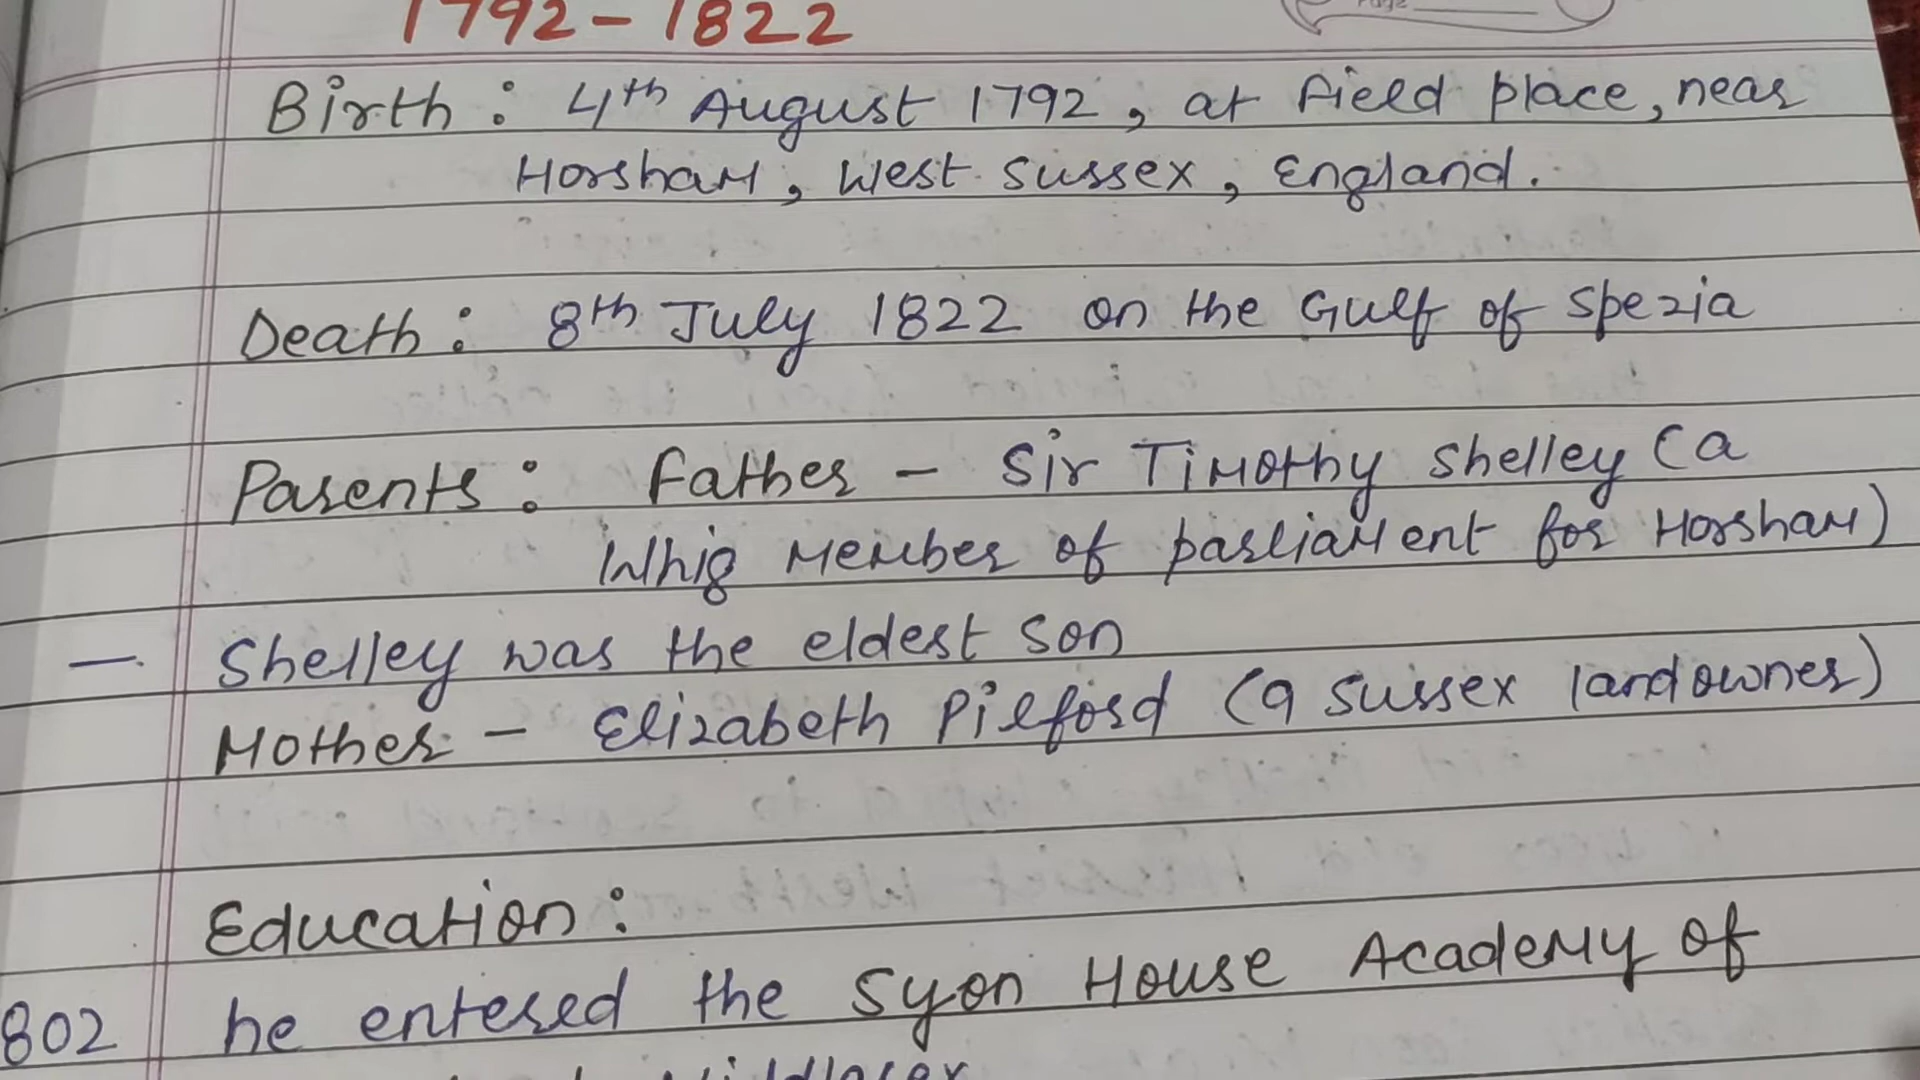 1792-1822
Page
Birth : 4th August 1792, at Field place, near
Horsham, West Sussex, England.
Death : 8th July 1822 on the Gulf of Spezia
Parents : Father - Sir Timothy Shelley (a
Whig Member of parliament for Horsham)
— Shelley was the eldest son
Mother - Elizabeth Pilford (a Sussex landowner)
Education :
802 he entered the Syon House Academy of